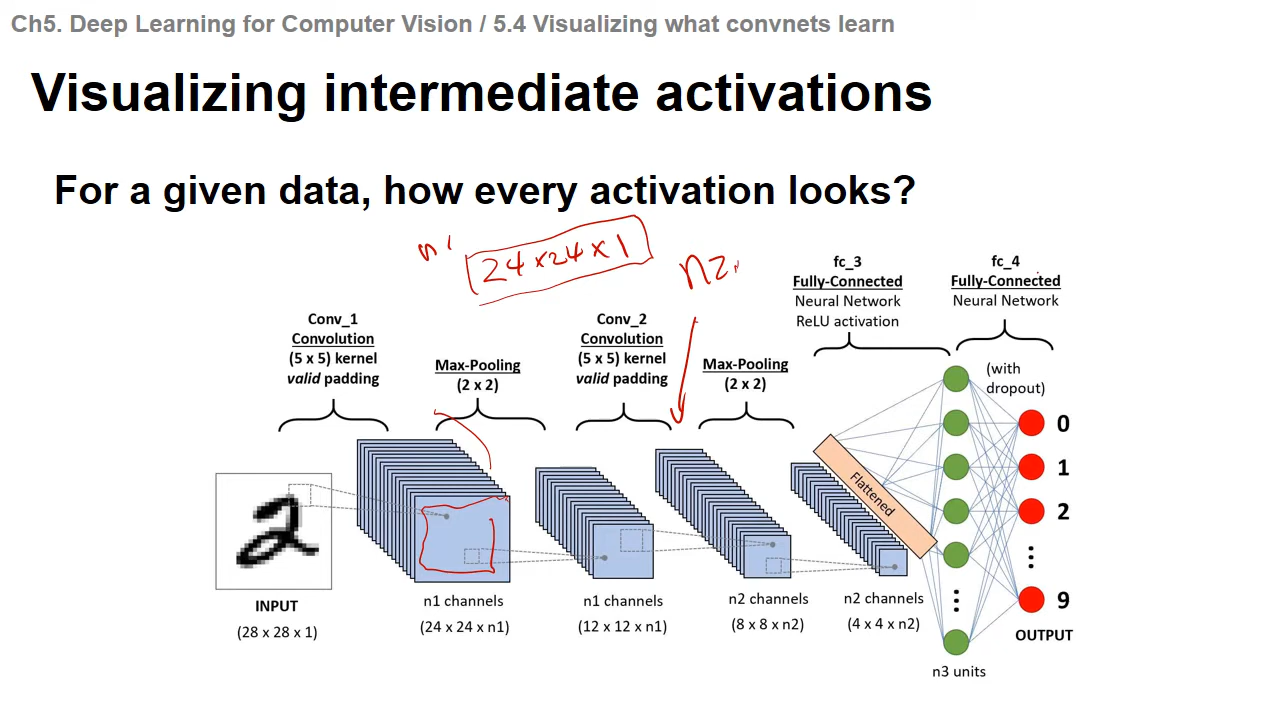 Ch5. Deep Learning for Computer Vision / 5.4 Visualizing what convnets learn
Visualizing intermediate activations
For a given data, how every activation looks?
n1
24x24x1
n2
fc_3
Fully-Connected
Neural Network
ReLU activation
fc_4
Fully-Connected
Neural Network
Conv_1
Convolution
(5 x 5) kernel
valid padding
Max-Pooling
(2 x 2)
Conv_2
Convolution
(5 x 5) kernel
valid padding
Max-Pooling
(2 x 2)
(with
dropout)
2
Flattened
0
1
2
9
INPUT
(28 x 28 x 1)
n1 channels
(24 x 24 x n1)
n1 channels
(12 x 12 x n1)
n2 channels
(8 x 8 x n2)
n2 channels
(4 x 4 x n2)
n3 units
OUTPUT